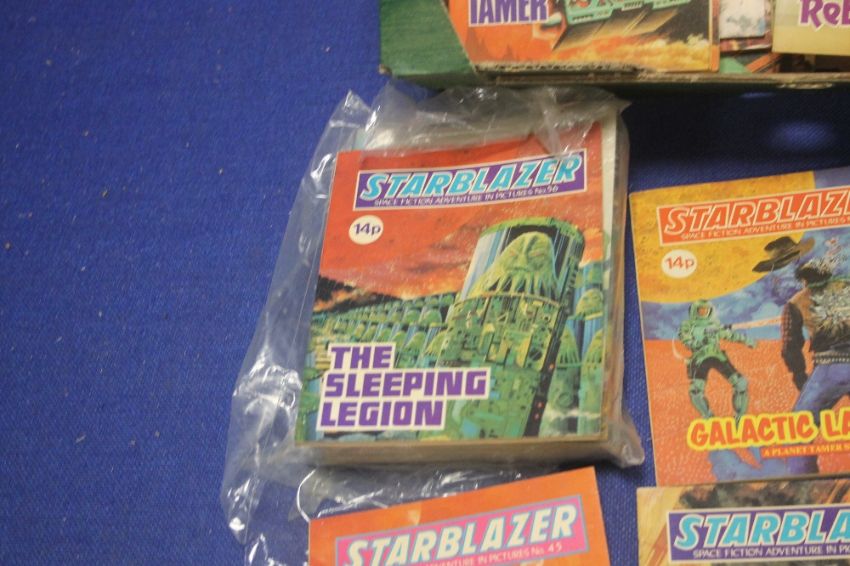 TAMER
STARBLAZER
SPACE FICTION ADVENTURE IN PICTURES No.56
14p
THE
SLEEPING
LEGION
STARBLAZE
SPACE FICTION ADVENTURE IN PICTURES
14p
GALACTIC LA
A PLANET TAMER S
STARBLAZER
ADVENTURE IN PICTURES No 45
STARBLA
SPACE FICTION ADVENTURE IN